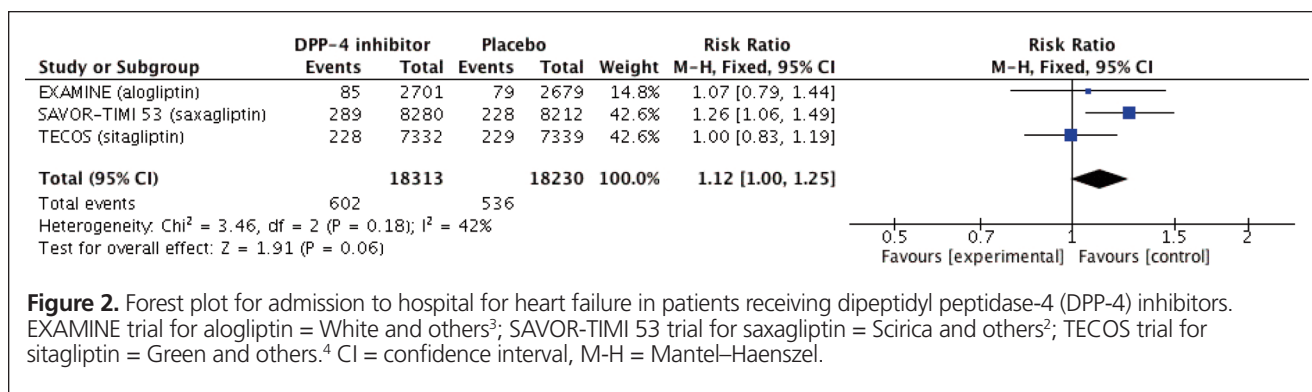 DPP-4 inhibitor Placebo Risk Ratio Risk Ratio
Study or Subgroup Events Total Events Total Weight M-H, Fixed, 95% CI M-H, Fixed, 95% CI
EXAMINE (alogliptin) 85 2701 79 2679 14.8% 1.07 [0.79, 1.44]
SAVOR-TIMI 53 (saxagliptin) 289 8280 228 8212 42.6% 1.26 [1.06, 1.49]
TECOS (sitagliptin) 228 7332 229 7339 42.6% 1.00 [0.83, 1.19]
Total (95% CI) 18313 18230 100.0% 1.12 [1.00, 1.25]
Total events 602 536
Heterogeneity: Chi² = 3.46, df = 2 (P = 0.18); I² = 42%
Test for overall effect: Z = 1.91 (P = 0.06)
0.5 0.7 1 1.5 2
Favours [experimental] Favours [control]
Figure 2. Forest plot for admission to hospital for heart failure in patients receiving dipeptidyl peptidase-4 (DPP-4) inhibitors.
EXAMINE trial for alogliptin = White and others³; SAVOR-TIMI 53 trial for saxagliptin = Scirica and others²; TECOS trial for
sitagliptin = Green and others.⁴ CI = confidence interval, M-H = Mantel–Haenszel.